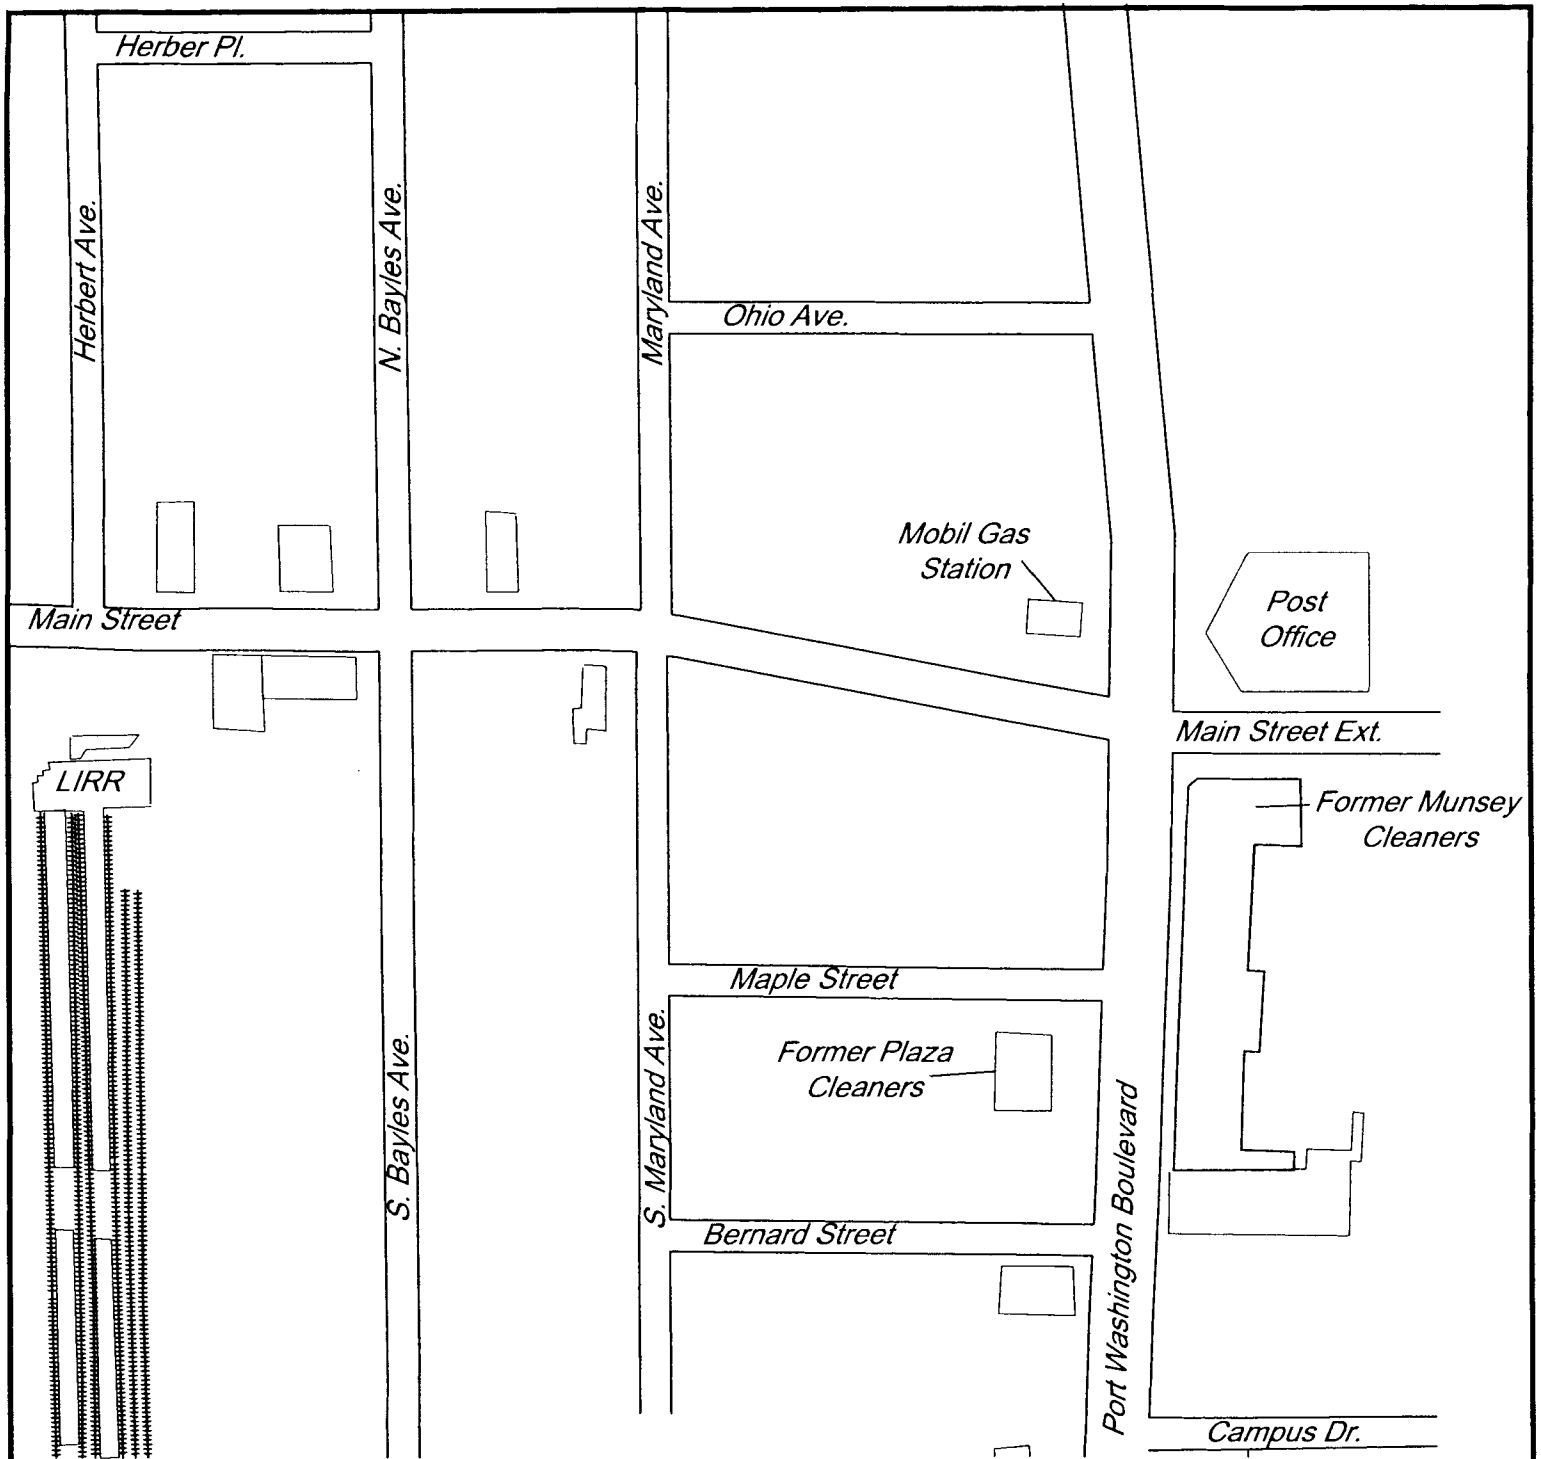 Herber Pl.
Herbert Ave.
N. Bayles Ave.
Maryland Ave.
Ohio Ave.
Mobil Gas
Station
Post
Office
Main Street
Main Street Ext.
LIRR
Former Munsey
Cleaners
Maple Street
Former Plaza
Cleaners
S. Bayles Ave.
S. Maryland Ave.
Port Washington Boulevard
Bernard Street
Campus Dr.